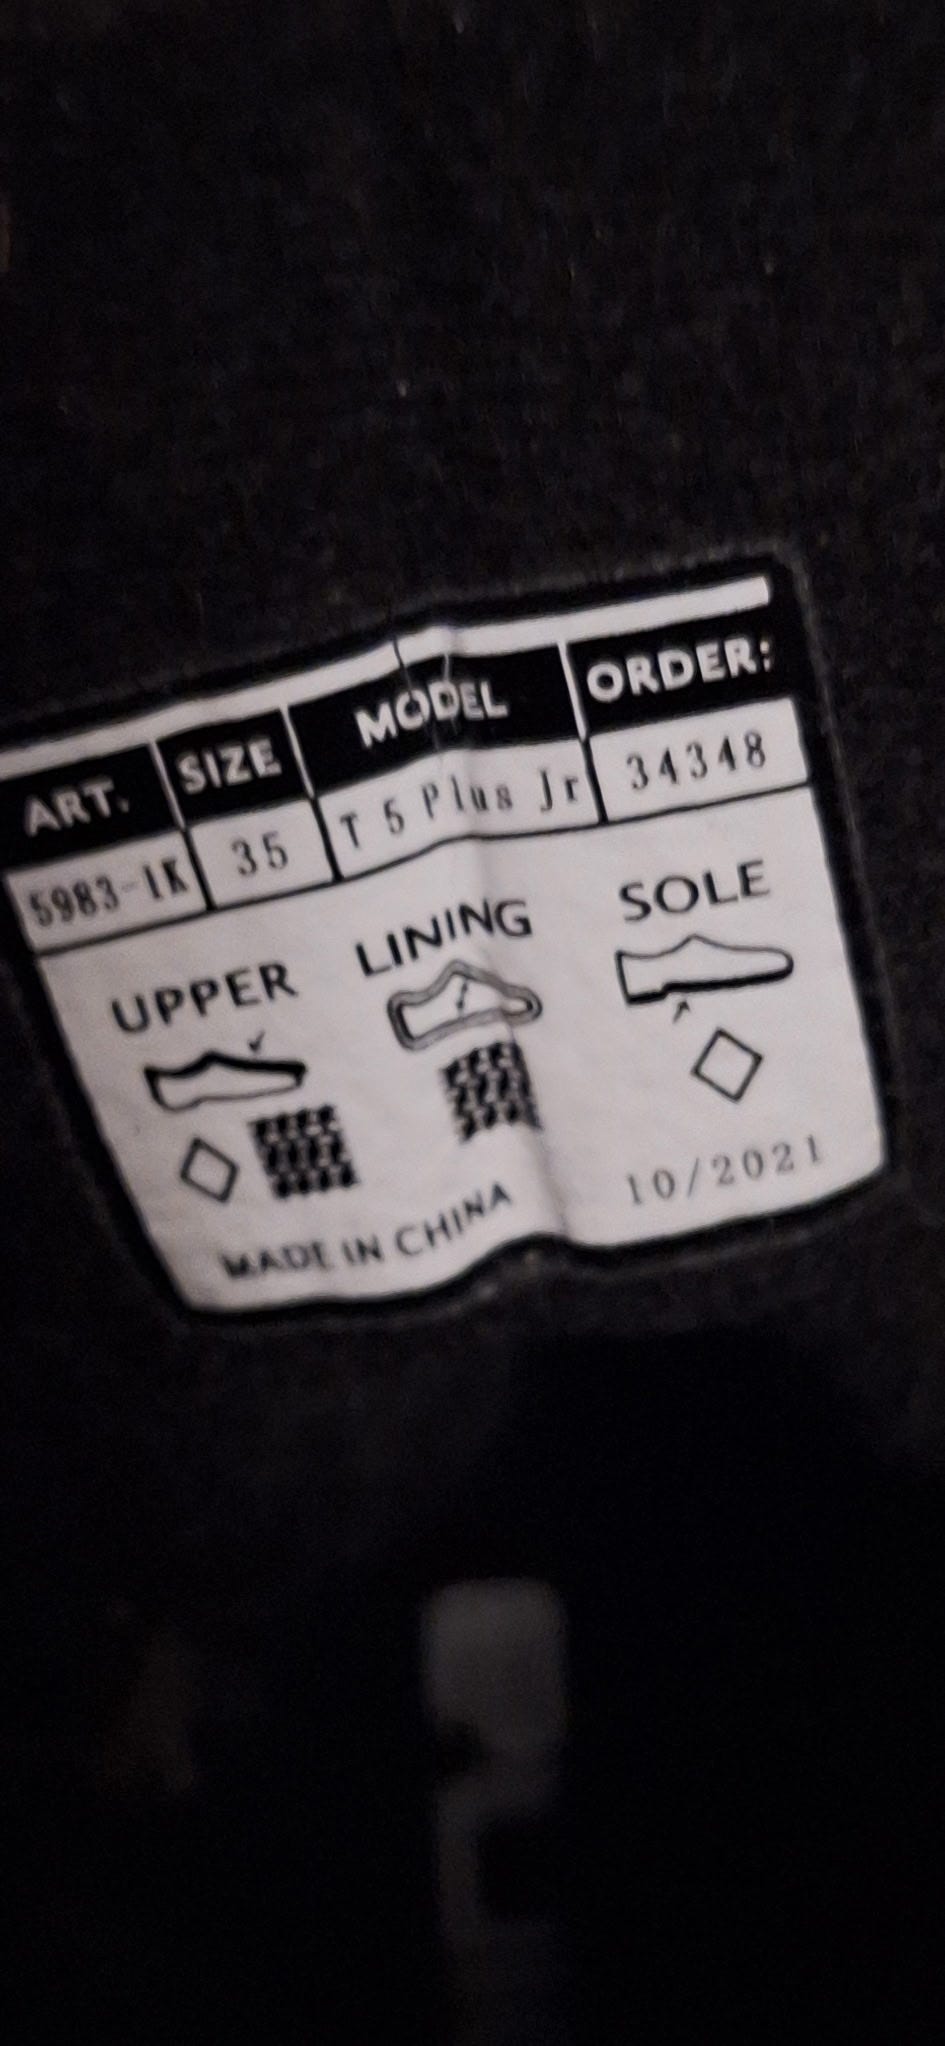 ART. SIZE MODEL ORDER:
5983-1K 35 T 5 Plus Jr 34348
UPPER LINING SOLE
MADE IN CHINA 10/2021